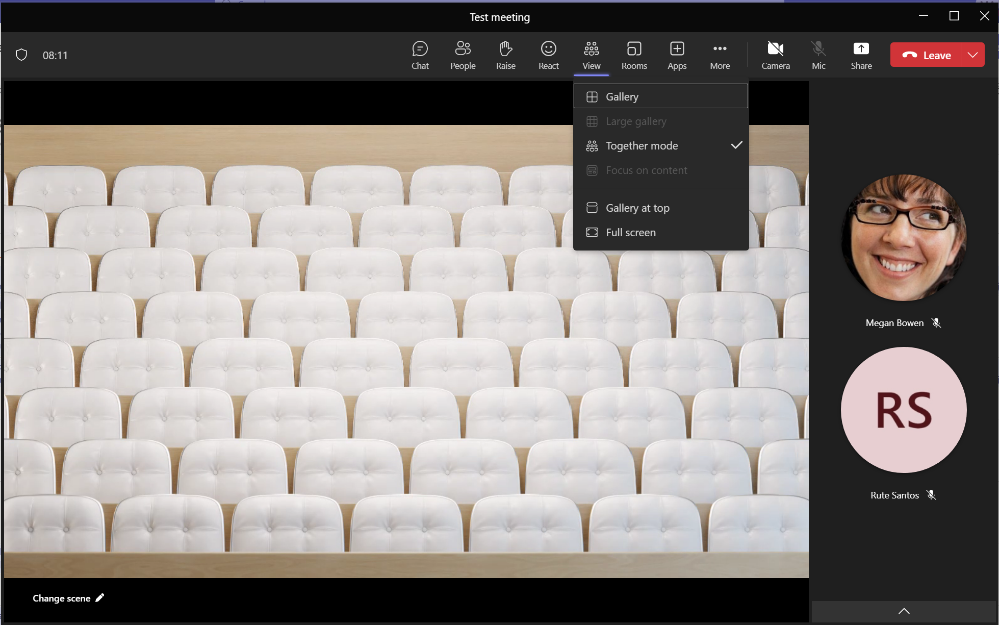 Test meeting
08:11
Chat
People
Raise
React
View
Rooms
Apps
More
Camera
Mic
Share
Leave
Gallery
Large gallery
Together mode
Focus on content
Gallery at top
Full screen
Megan Bowen
RS
Rute Santos
Change scene